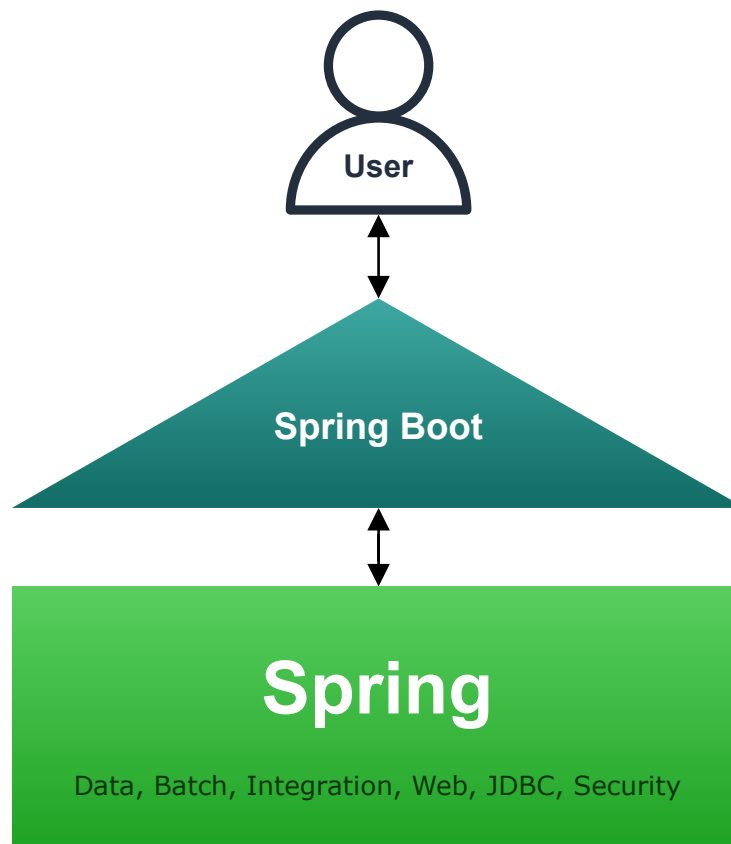 User
Spring Boot
Spring
Data, Batch, Integration, Web, JDBC, Security